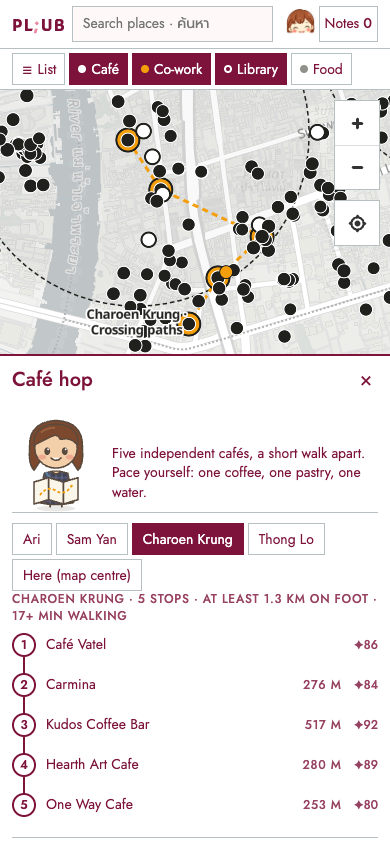 PL;UB
Search places · ค้นหา
Notes 0
List
Café
Co-work
Library
Food
Charoen Krung
Crossing paths
Café hop
Five independent cafés, a short walk apart.
Pace yourself: one coffee, one pastry, one
water.
Ari
Sam Yan
Charoen Krung
Thong Lo
Here (map centre)
CHAROEN KRUNG · 5 STOPS · AT LEAST 1.3 KM ON FOOT ·
17+ MIN WALKING
1 Café Vatel ✦86
2 Carmina 276 M ✦84
3 Kudos Coffee Bar 517 M ✦92
4 Hearth Art Cafe 280 M ✦89
5 One Way Cafe 253 M ✦80